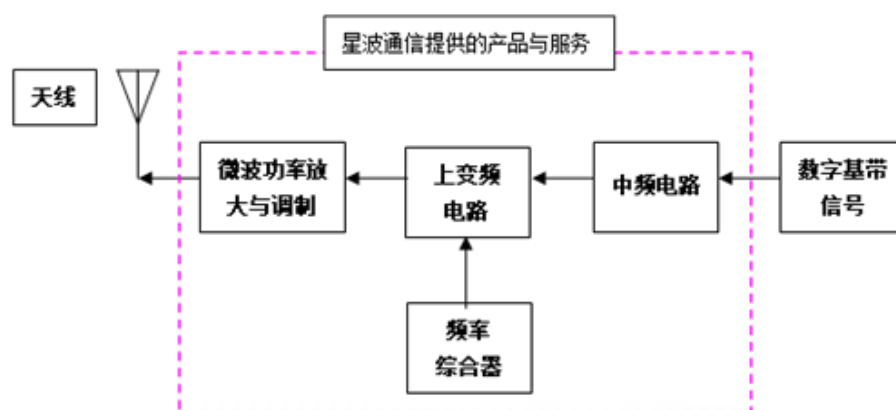 星波通信提供的产品与服务
天线
微波功率放
大与调制
上变频
电路
中频电路
数字基带
信号
频率
综合器